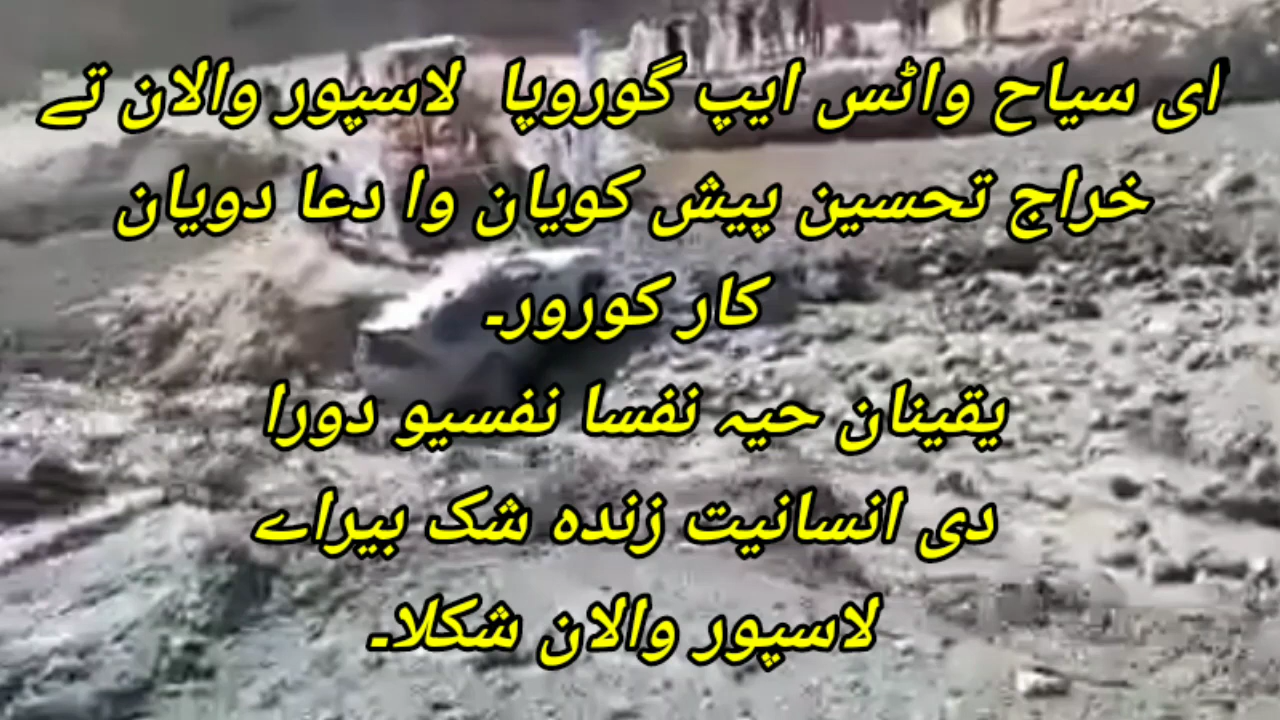 ای سیاح واٹس ایپ گوروپا لاسپور والان تے
خراج تحسین پیش کویان وا دعا دویان
کار کورور۔
یقینان حیہ نفسا نفسیو دورا
دی انسانیت زندہ شک بیراے
لاسپور والان شکلا۔